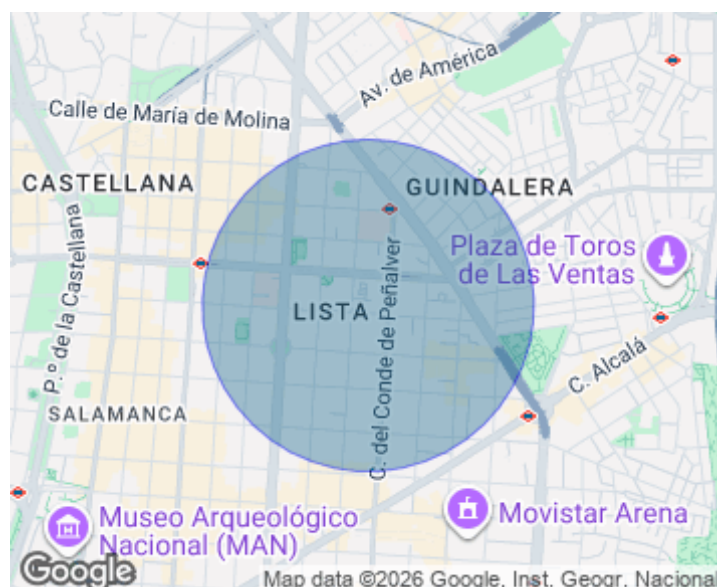 Av. de América
Calle de María de Molina
CASTELLANA
GUINDALERA
Plaza de Toros
de Las Ventas
P.º de la Castellana
LISTA
C. del Conde de Peñalver
C. Alcalá
SALAMANCA
Museo Arqueológico
Nacional (MAN)
Movistar Arena
Google
Map data ©2026 Google, Inst. Geogr. Nacional